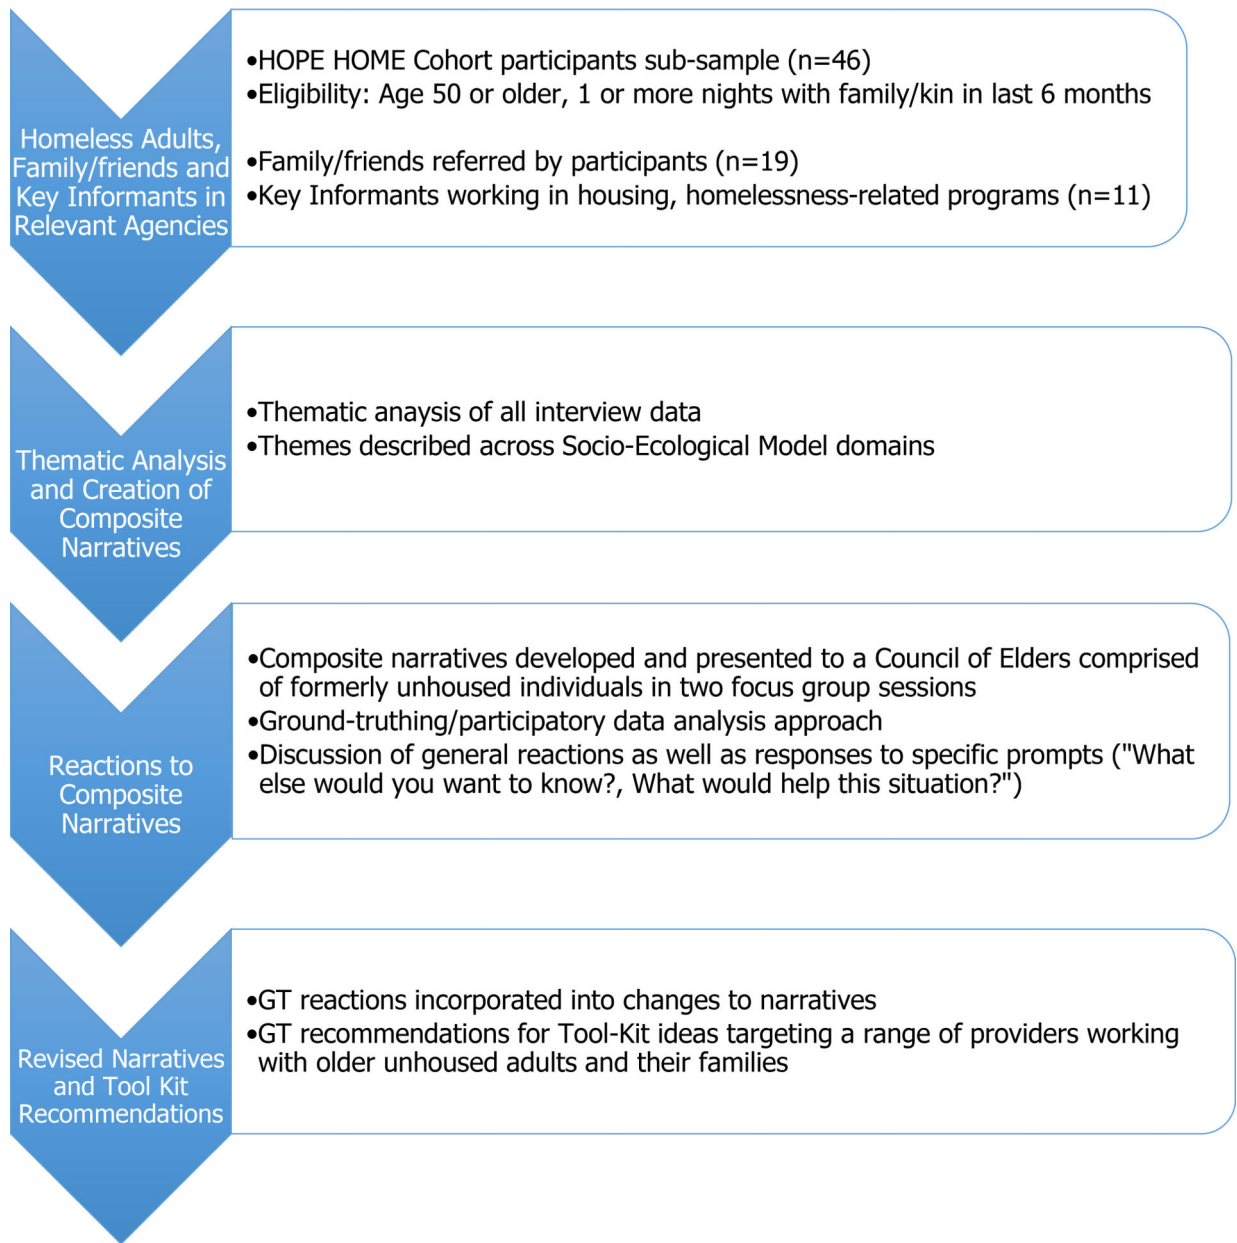 Homeless Adults,
Family/friends and
Key Informants in
Relevant Agencies
•HOPE HOME Cohort participants sub-sample (n=46)
•Eligibility: Age 50 or older, 1 or more nights with family/kin in last 6 months
•Family/friends referred by participants (n=19)
•Key Informants working in housing, homelessness-related programs (n=11)
Thematic Analysis
and Creation of
Composite
Narratives
•Thematic anaysis of all interview data
•Themes described across Socio-Ecological Model domains
Reactions to
Composite
Narratives
•Composite narratives developed and presented to a Council of Elders comprised
of formerly unhoused individuals in two focus group sessions
•Ground-truthing/participatory data analysis approach
•Discussion of general reactions as well as responses to specific prompts ("What
else would you want to know?, What would help this situation?")
Revised Narratives
and Tool Kit
Recommendations
•GT reactions incorporated into changes to narratives
•GT recommendations for Tool-Kit ideas targeting a range of providers working
with older unhoused adults and their families